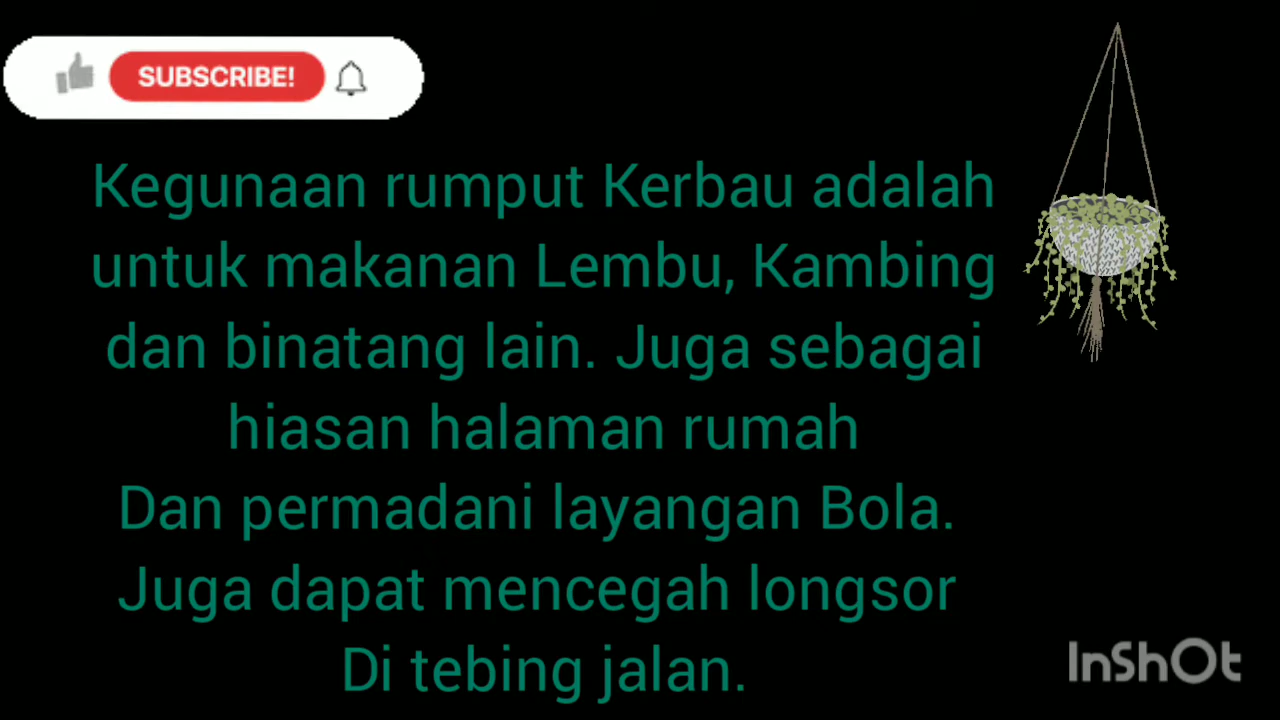 SUBSCRIBE!
Kegunaan rumput Kerbau adalah
untuk makanan Lembu, Kambing
dan binatang lain. Juga sebagai
hiasan halaman rumah
Dan permadani layangan Bola.
Juga dapat mencegah longsor
Di tebing jalan.
InShOt